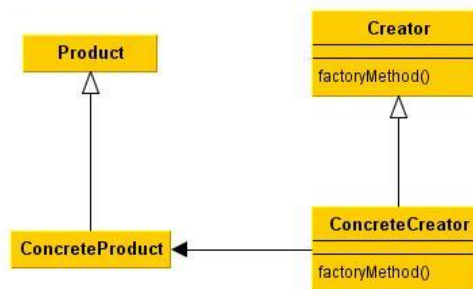 Product
Creator
factoryMethod()
ConcreteProduct
ConcreteCreator
factoryMethod()